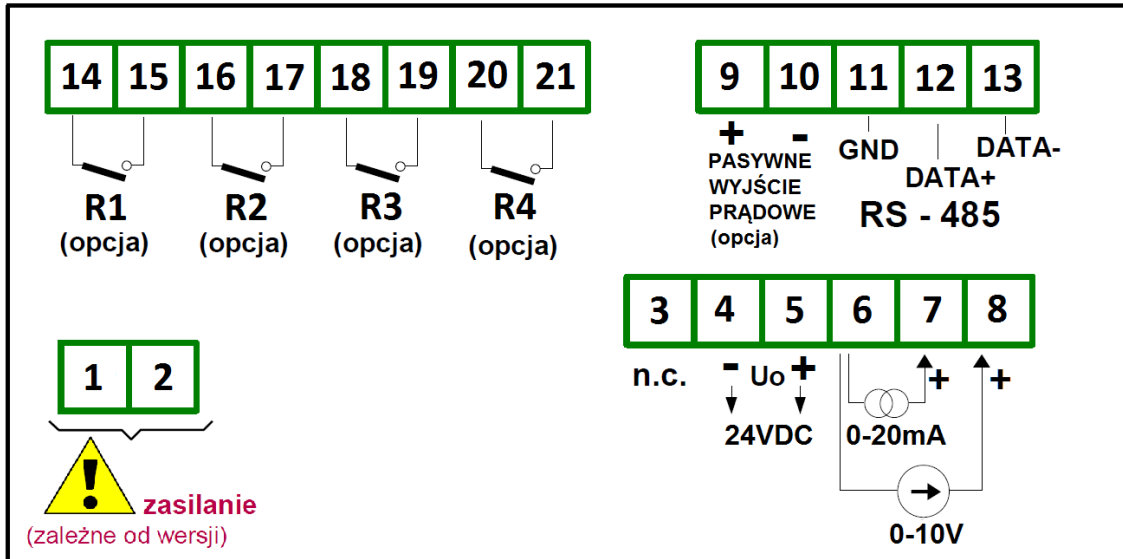 14 15 16 17 18 19 20 21
R1 R2 R3 R4
(opcja) (opcja) (opcja) (opcja)
9 10 11 12 13
+ -
GND DATA-
DATA+
PASYWNE
WYJŚCIE
PRĄDOWE
(opcja)
RS - 485
1 2
!
zasilanie
(zależne od wersji)
3 4 5 6 7 8
n.c. - Uo + + +
24VDC 0-20mA
0-10V